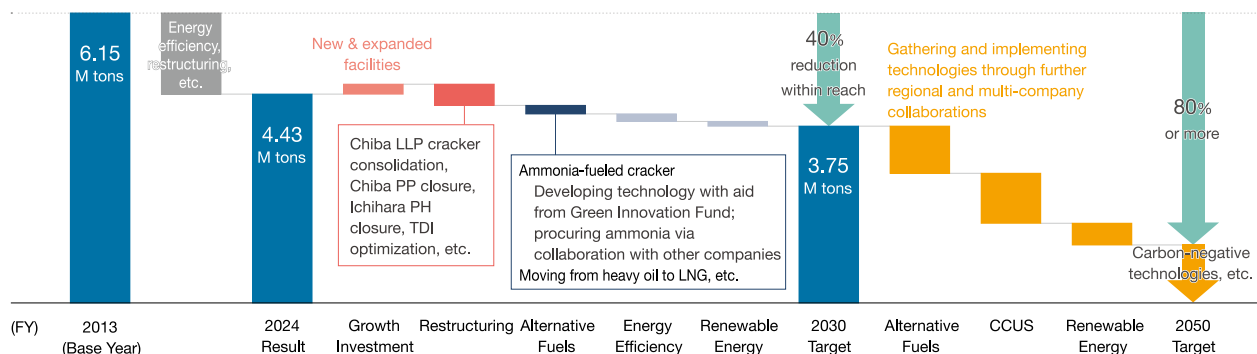 6.15
M tons
Energy
efficiency,
restructuring,
etc.
4.43
M tons
New & expanded
facilities
Chiba LLP cracker
consolidation,
Chiba PP closure,
Ichihara PH
closure, TDI
optimization, etc.
Ammonia-fueled cracker
Developing technology with aid
from Green Innovation Fund;
procuring ammonia via
collaboration with other companies
Moving from heavy oil to LNG, etc.
40%
reduction
within reach
3.75
M tons
Gathering and implementing
technologies through further
regional and multi-company
collaborations
80%
or more
Carbon-negative
technologies, etc.
(FY)
2013
(Base Year)
2024
Result
Growth
Investment
Restructuring
Alternative
Fuels
Energy
Efficiency
Renewable
Energy
2030
Target
Alternative
Fuels
CCUS
Renewable
Energy
2050
Target